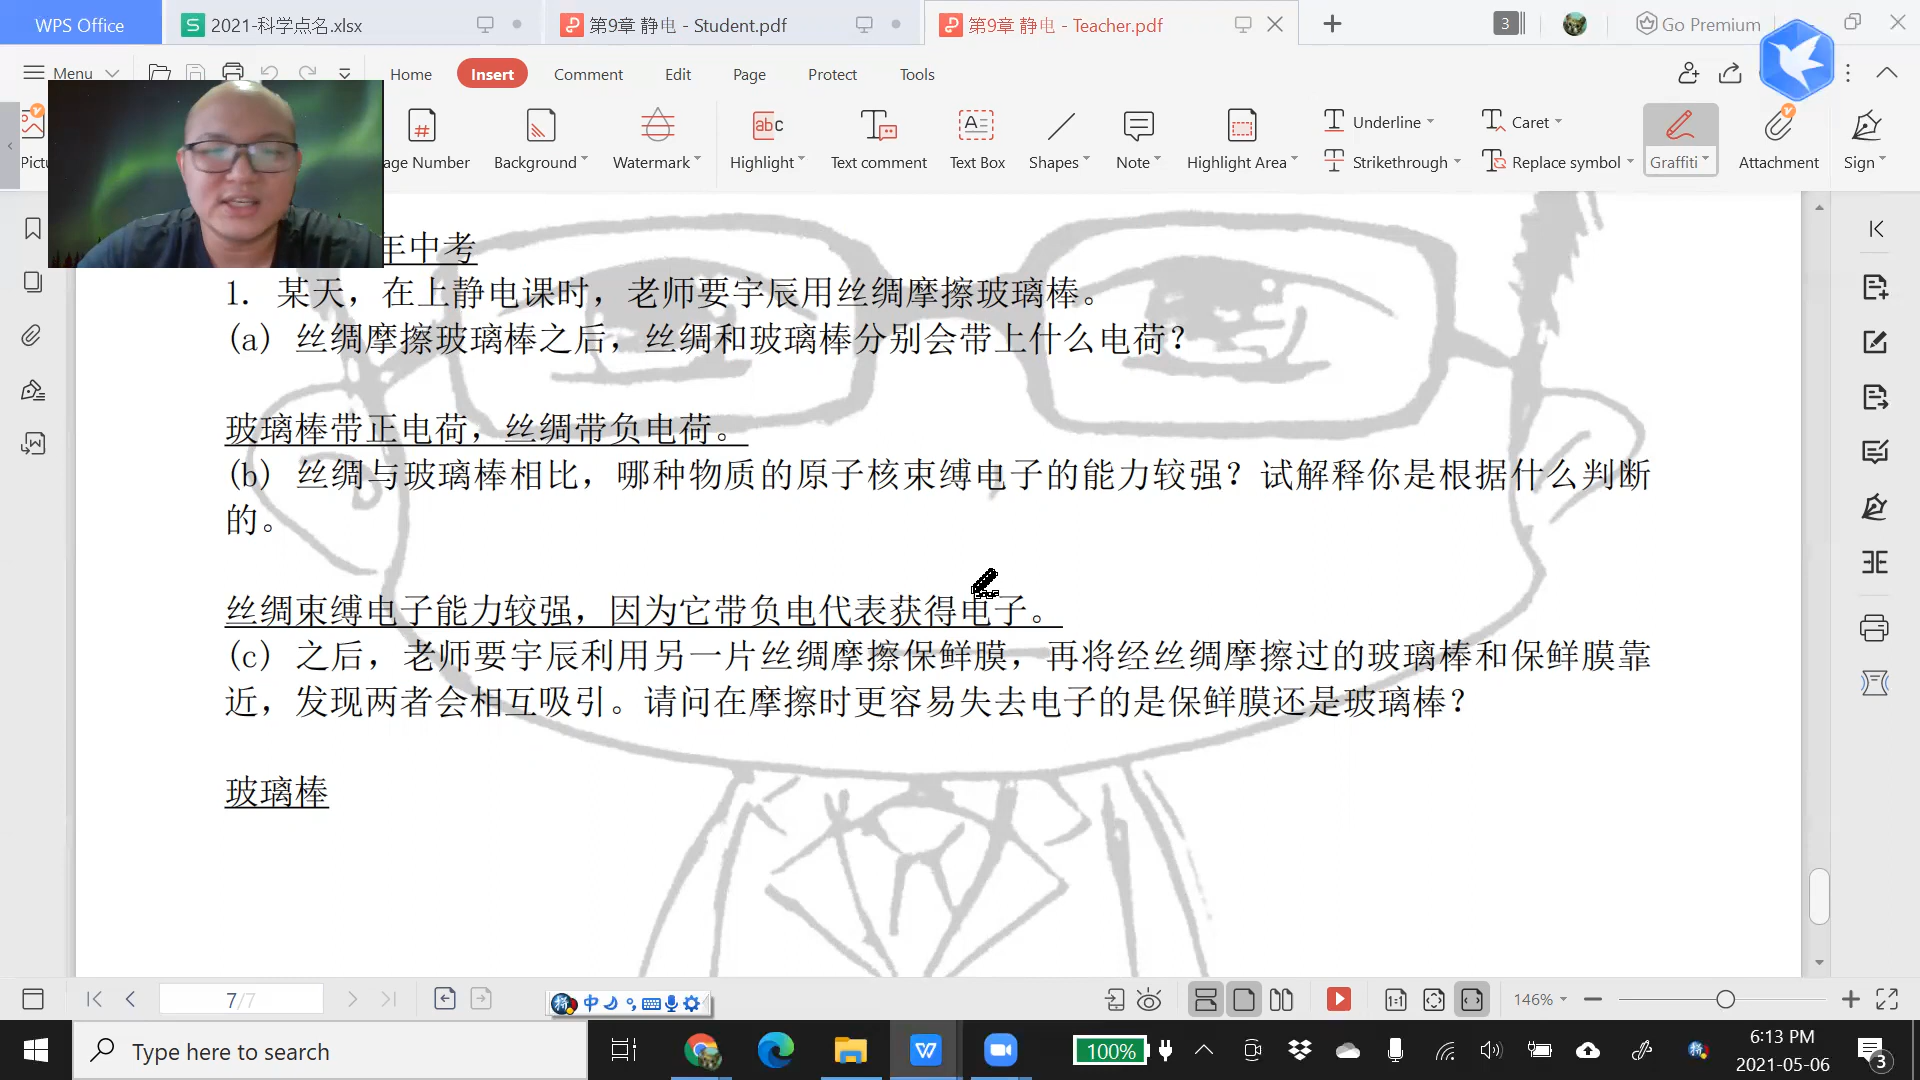 WPS Office
2021-科学点名.xlsx
第9章 静电 - Student.pdf
第9章 静电 - Teacher.pdf
3
Go Premium
Menu
Home
Insert
Comment
Edit
Page
Protect
Tools
Background
Watermark
Highlight
Text comment
Text Box
Shapes
Note
Highlight Area
Underline
Strikethrough
Caret
Replace symbol
Graffiti
Attachment
Sign
年中考
1. 某天，在上静电课时，老师要宇辰用丝绸摩擦玻璃棒。
(a) 丝绸摩擦玻璃棒之后，丝绸和玻璃棒分别会带上什么电荷？
玻璃棒带正电荷，丝绸带负电荷。
(b) 丝绸与玻璃棒相比，哪种物质的原子核束缚电子的能力较强？试解释你是根据什么判断
的。
丝绸束缚电子能力较强，因为它带负电代表获得电子。
(c) 之后，老师要宇辰利用另一片丝绸摩擦保鲜膜，再将经丝绸摩擦过的玻璃棒和保鲜膜靠
近，发现两者会相互吸引。请问在摩擦时更容易失去电子的是保鲜膜还是玻璃棒？
玻璃棒
7/7
中
146%
Type here to search
100%
6:13 PM
2021-05-06
3